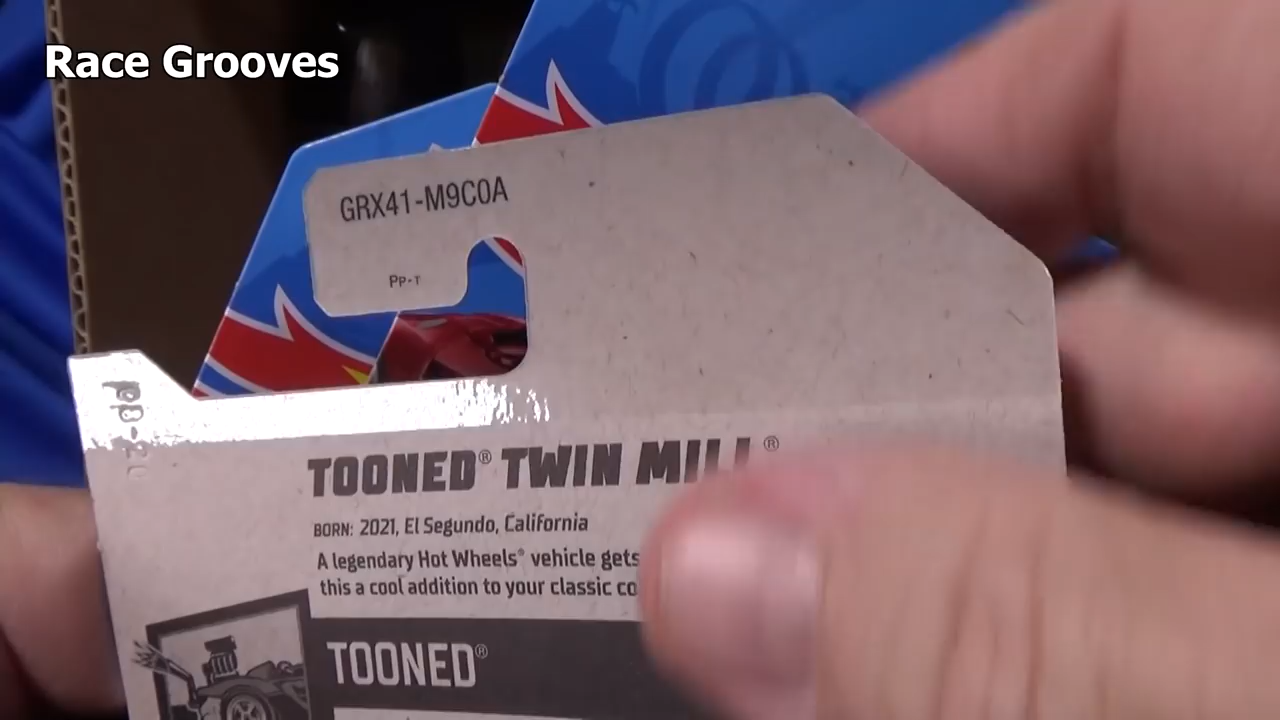 Race Grooves
GRX41-M9C0A
PP-T
TOONED® TWIN MILL®
BORN: 2021, El Segundo, California
A legendary Hot Wheels® vehicle gets
this a cool addition to your classic
TOONED®